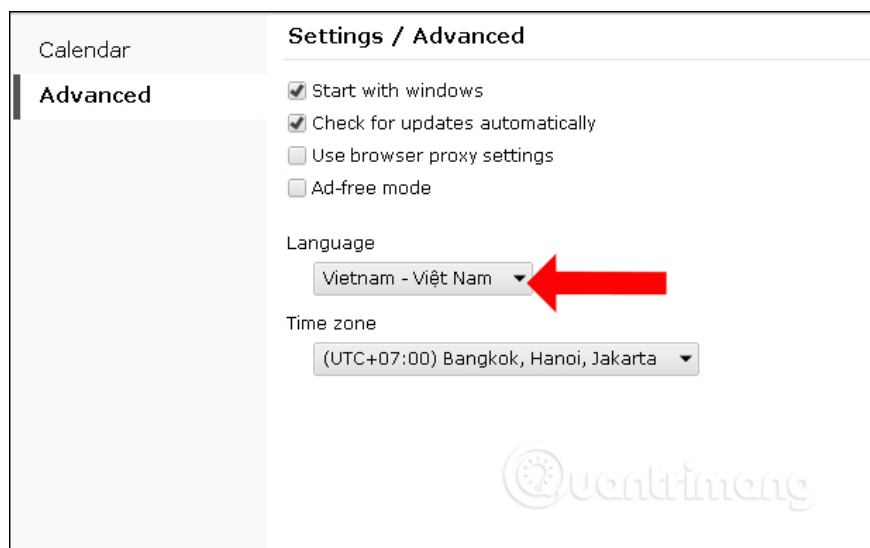 Calendar
Advanced
Settings / Advanced
Start with windows
Check for updates automatically
Use browser proxy settings
Ad-free mode
Language
Vietnam - Việt Nam
Time zone
(UTC+07:00) Bangkok, Hanoi, Jakarta
Quantrimang